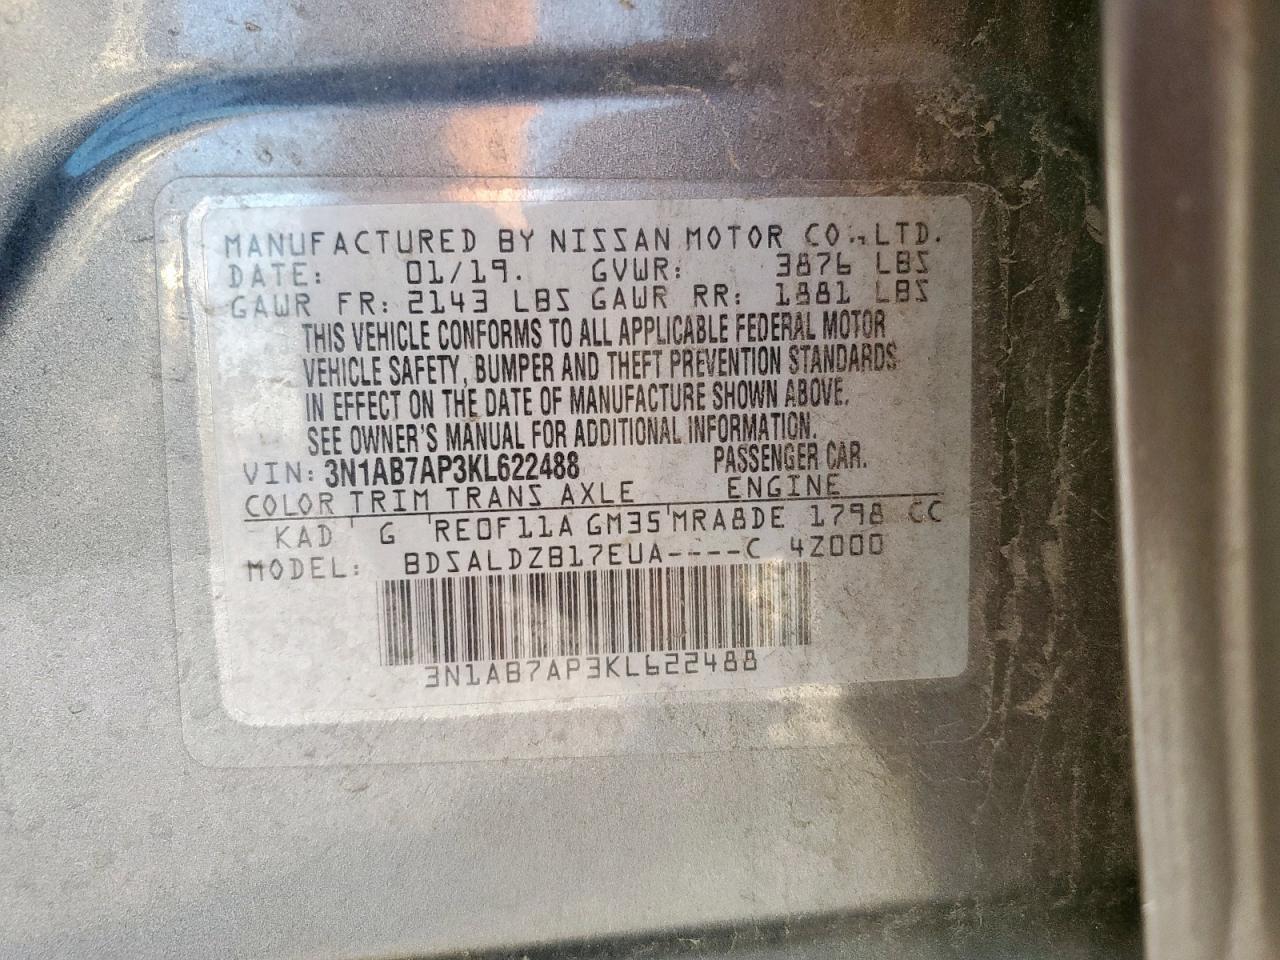 MANUFACTURED BY NISSAN MOTOR CO., LTD.
DATE: 01/19. GVWR: 3876 LBS
GAWR FR: 2143 LBS GAWR RR: 1881 LBS
THIS VEHICLE CONFORMS TO ALL APPLICABLE FEDERAL MOTOR
VEHICLE SAFETY, BUMPER AND THEFT PREVENTION STANDARDS
IN EFFECT ON THE DATE OF MANUFACTURE SHOWN ABOVE.
SEE OWNER'S MANUAL FOR ADDITIONAL INFORMATION.
VIN: 3N1AB7AP3KL622488 PASSENGER CAR.
COLOR TRIM TRANS AXLE ENGINE
KAD G RE0F11A GM35 MRA8DE 1798 CC
MODEL: BDSALDZB17EUA----C 4Z000
3N1AB7AP3KL622488